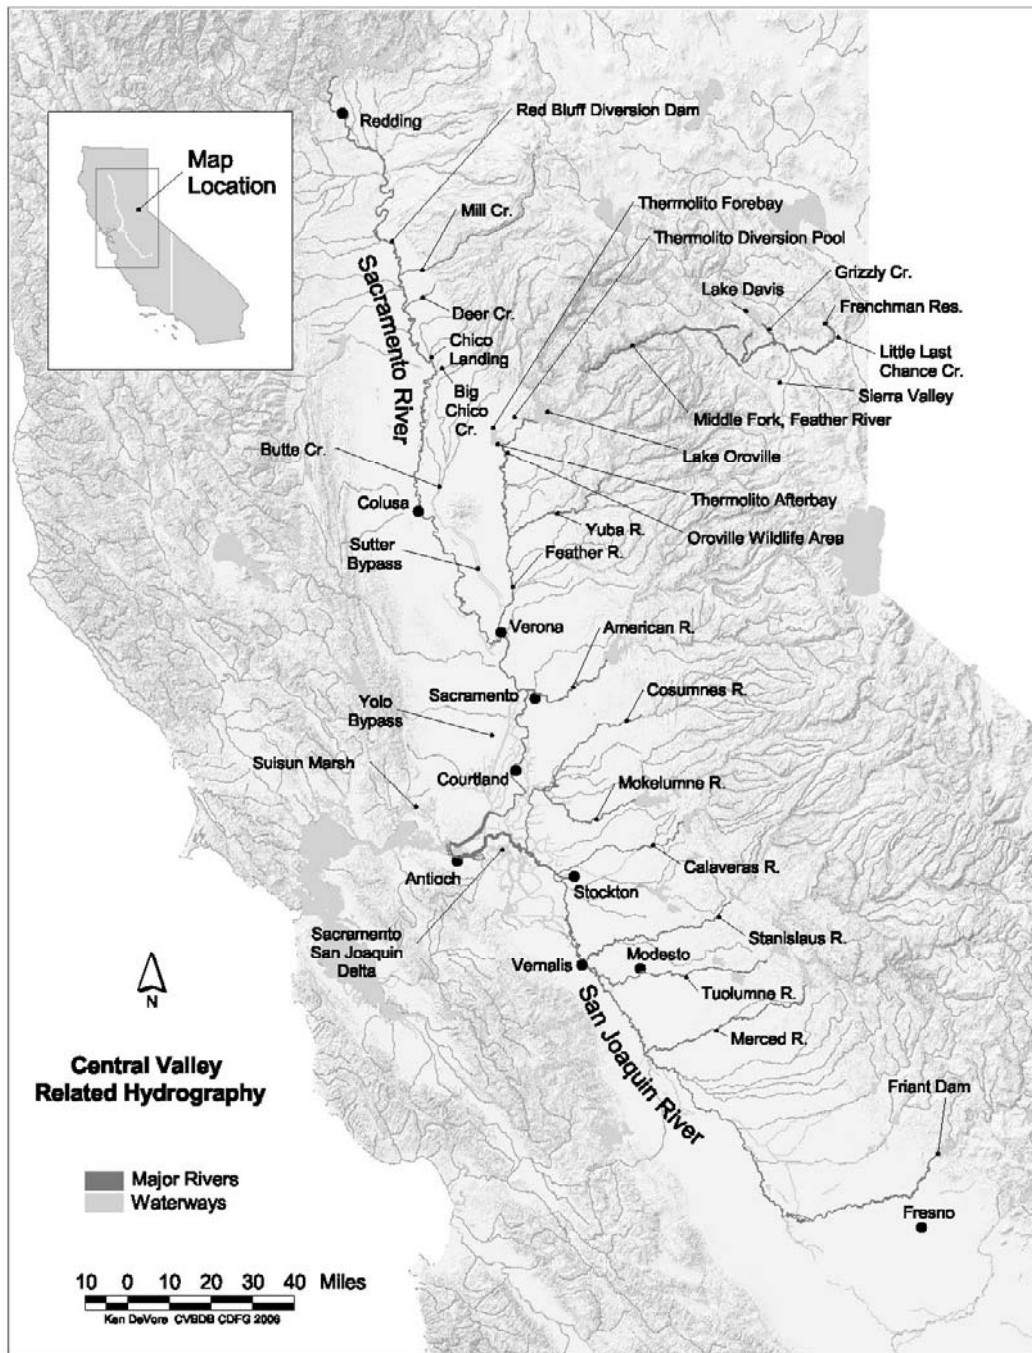 Redding
Red Bluff Diversion Dam
Map
Location
Mill Cr.
Thermolito Forebay
Thermolito Diversion Pool
Sacramento River
Grizzly Cr.
Lake Davis
Frenchman Res.
Deer Cr.
Chico
Landing
Little Last
Chance Cr.
Big
Chico
Cr.
Sierra Valley
Middle Fork, Feather River
Butte Cr.
Lake Oroville
Colusa
Thermolito Afterbay
Yuba R.
Oroville Wildlife Area
Sutter
Bypass
Feather R.
Verona
American R.
Sacramento
Cosumnes R.
Yolo
Bypass
Suisun Marsh
Courtland
Mokelumne R.
Antioch
Calaveras R.
Stockton
Sacramento
San Joaquin
Delta
Stanislaus R.
Vernalis
Modesto
Tuolumne R.
San Joaquin River
Merced R.
N
Central Valley
Related Hydrography
Friant Dam
Major Rivers
Waterways
Fresno
10 0 10 20 30 40 Miles
Ken DeVore CVBDB CDFG 2006